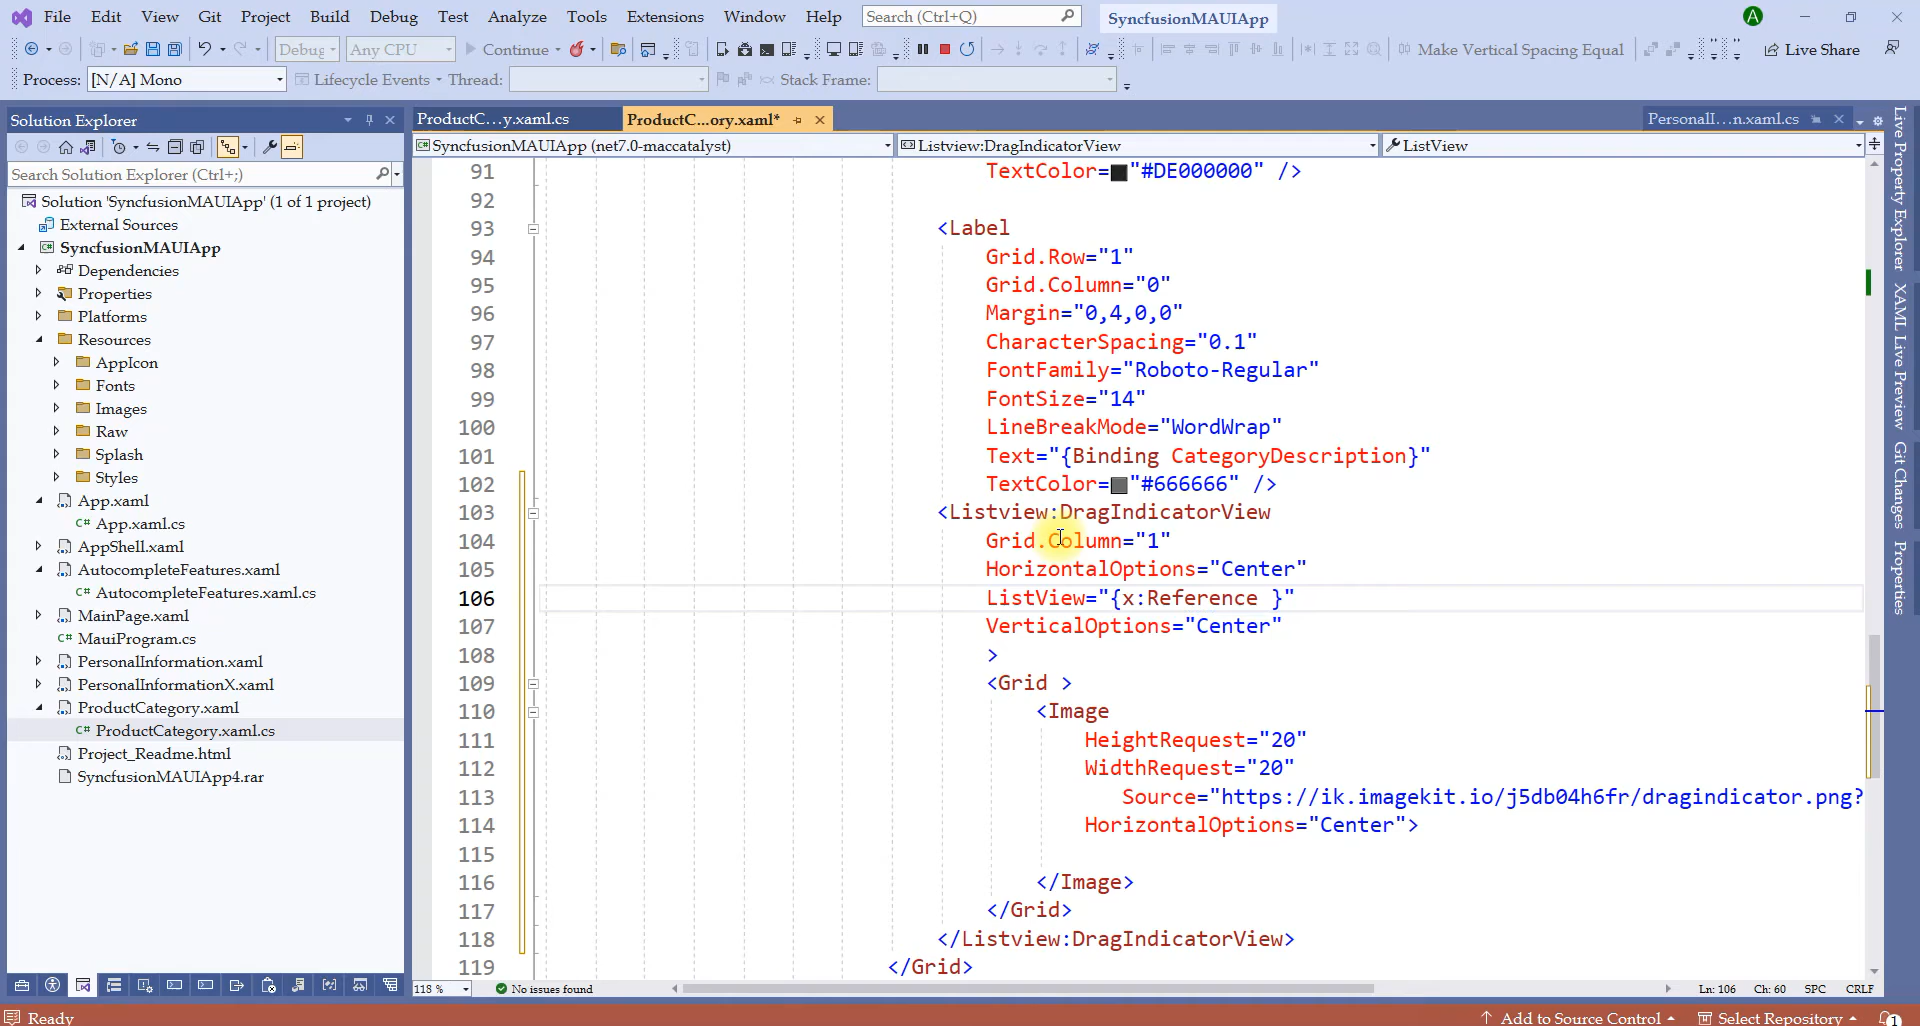 File Edit View Git Project Build Debug Test Analyze Tools Extensions Window Help Search (Ctrl+Q) SyncfusionMAUIApp A
Debug Any CPU Continue Make Vertical Spacing Equal Live Share
Process: [N/A] Mono Lifecycle Events Thread: Stack Frame:
Solution Explorer
Search Solution Explorer (Ctrl+;)
Solution 'SyncfusionMAUIApp' (1 of 1 project)
External Sources
SyncfusionMAUIApp
Dependencies
Properties
Platforms
Resources
AppIcon
Fonts
Images
Raw
Splash
Styles
App.xaml
C# App.xaml.cs
AppShell.xaml
AutocompleteFeatures.xaml
C# AutocompleteFeatures.xaml.cs
MainPage.xaml
C# MauiProgram.cs
PersonalInformation.xaml
PersonalInformationX.xaml
ProductCategory.xaml
C# ProductCategory.xaml.cs
Project_Readme.html
SyncfusionMAUIApp4.rar
ProductC...y.xaml.cs ProductC...ory.xaml* PersonalI...n.xaml.cs
SyncfusionMAUIApp (net7.0-maccatalyst) Listview:DragIndicatorView ListView
91 TextColor="#DE000000" />
92
93 <Label
94 Grid.Row="1"
95 Grid.Column="0"
96 Margin="0,4,0,0"
97 CharacterSpacing="0.1"
98 FontFamily="Roboto-Regular"
99 FontSize="14"
100 LineBreakMode="WordWrap"
101 Text="{Binding CategoryDescription}"
102 TextColor="#666666" />
103 <Listview:DragIndicatorView
104 Grid.Column="1"
105 HorizontalOptions="Center"
106 ListView="{x:Reference }"
107 VerticalOptions="Center"
108 >
109 <Grid >
110 <Image
111 HeightRequest="20"
112 WidthRequest="20"
113 Source="https://ik.imagekit.io/j5db04h6fr/dragindicator.png?
114 HorizontalOptions="Center">
115
116 </Image>
117 </Grid>
118 </Listview:DragIndicatorView>
119 </Grid>
118 % No issues found Ln: 106 Ch: 60 SPC CRLF
Live Property Explorer
XAML Live Preview
Git Changes
Properties
Ready Add to Source Control Select Repository 1